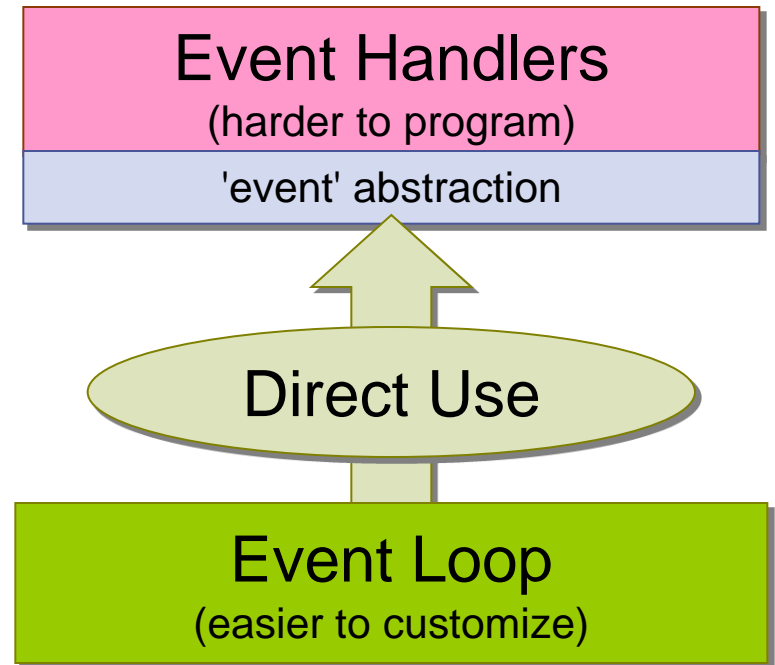 Event Handlers
(harder to program)
'event' abstraction
Direct Use
Event Loop
(easier to customize)